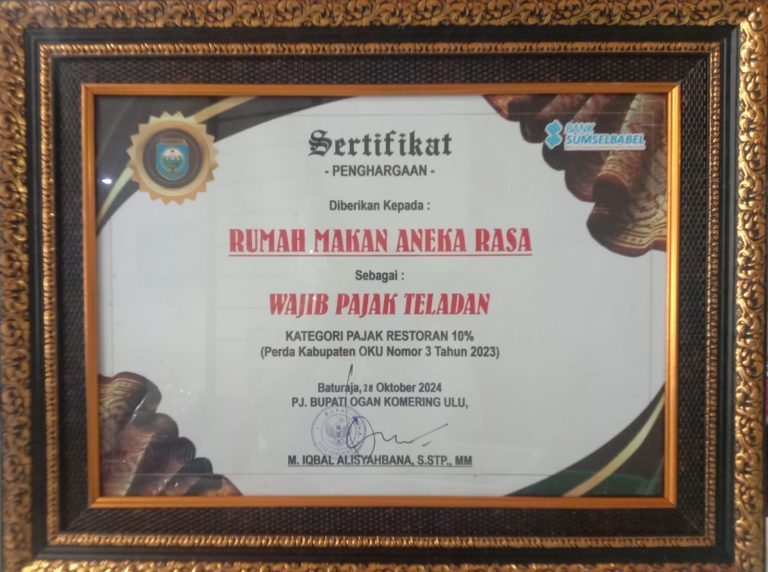 Sertifikat
- PENGHARGAAN -
BANK
SUMSELBABEL
Diberikan Kepada :
RUMAH MAKAN ANEKA RASA
Sebagai :
WAJIB PAJAK TELADAN
KATEGORI PAJAK RESTORAN 10%
(Perda Kabupaten OKU Nomor 3 Tahun 2023)
Baturaja, 28 Oktober 2024
PJ. BUPATI OGAN KOMERING ULU,
M. IQBAL ALISYAHBANA, S.STP., MM